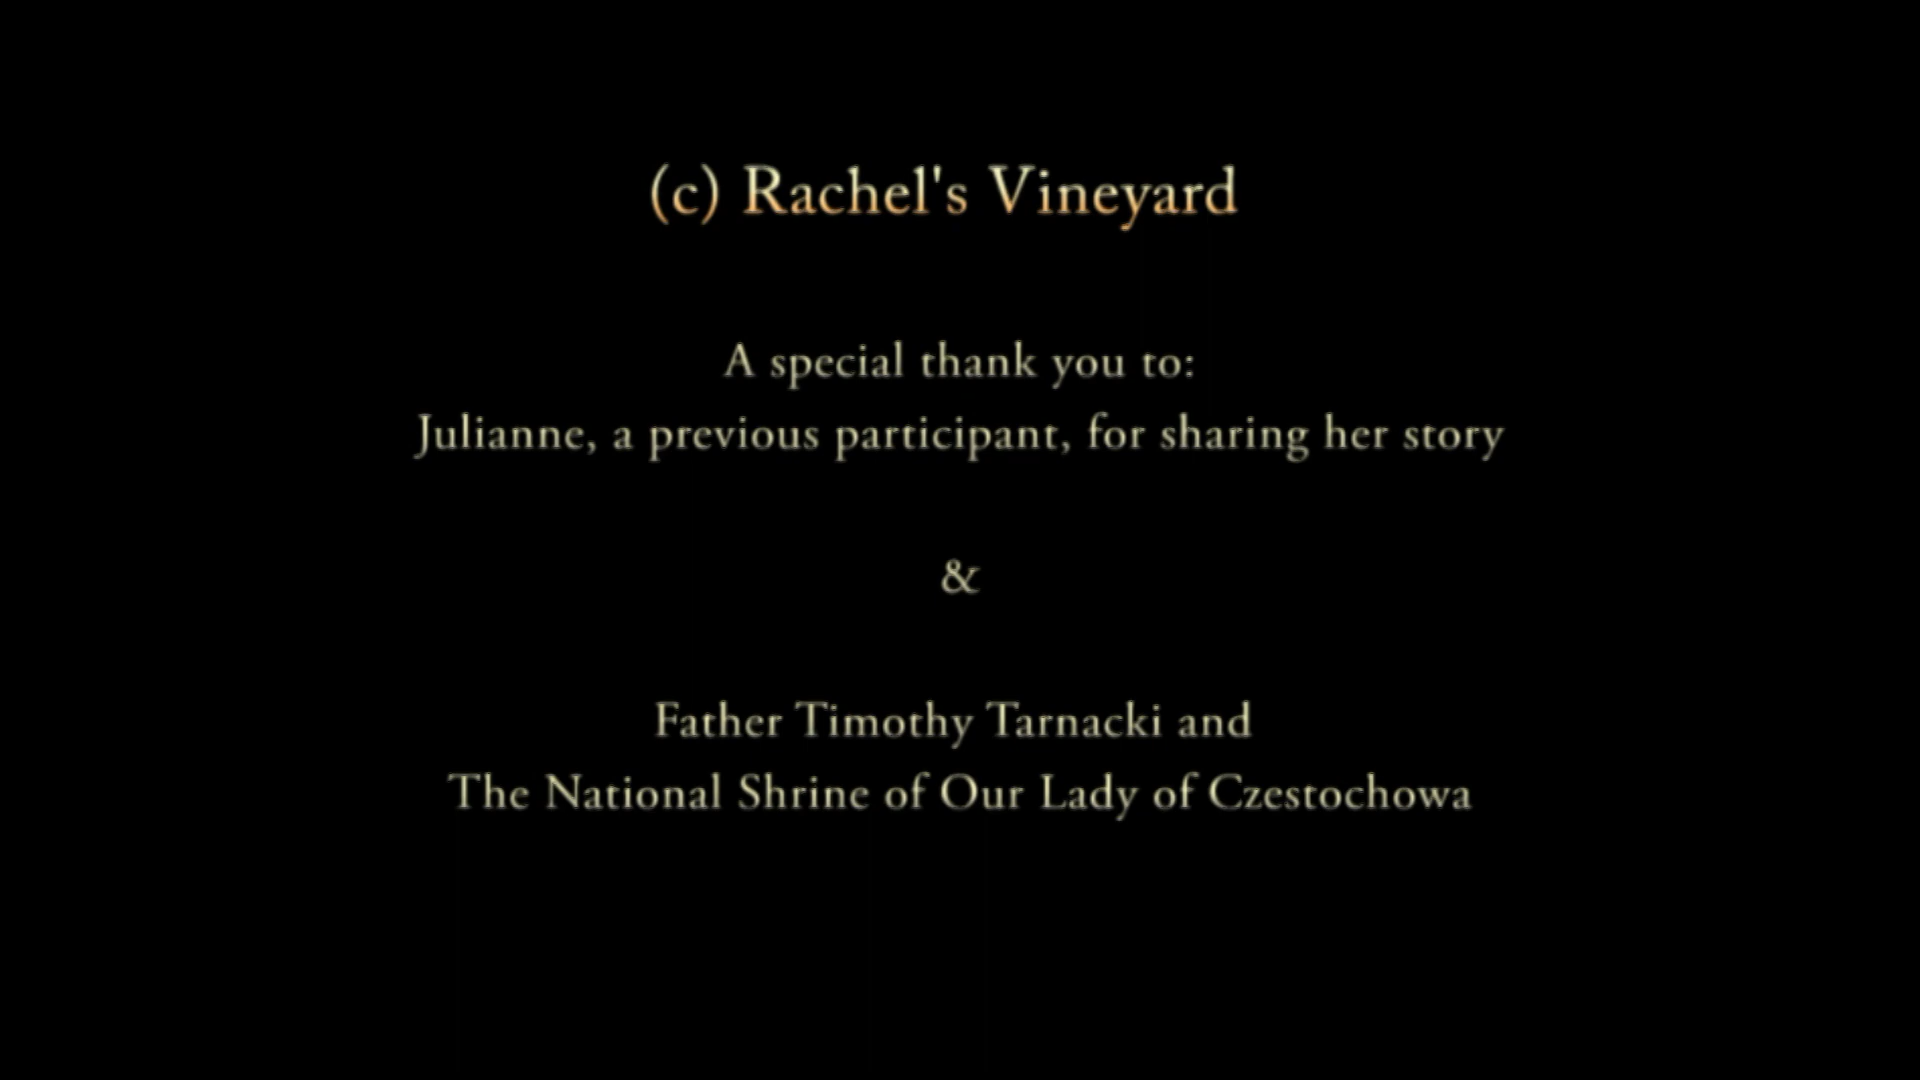 (c) Rachel's Vineyard
A special thank you to:
Julianne, a previous participant, for sharing her story
&
Father Timothy Tarnacki and
The National Shrine of Our Lady of Czestochowa